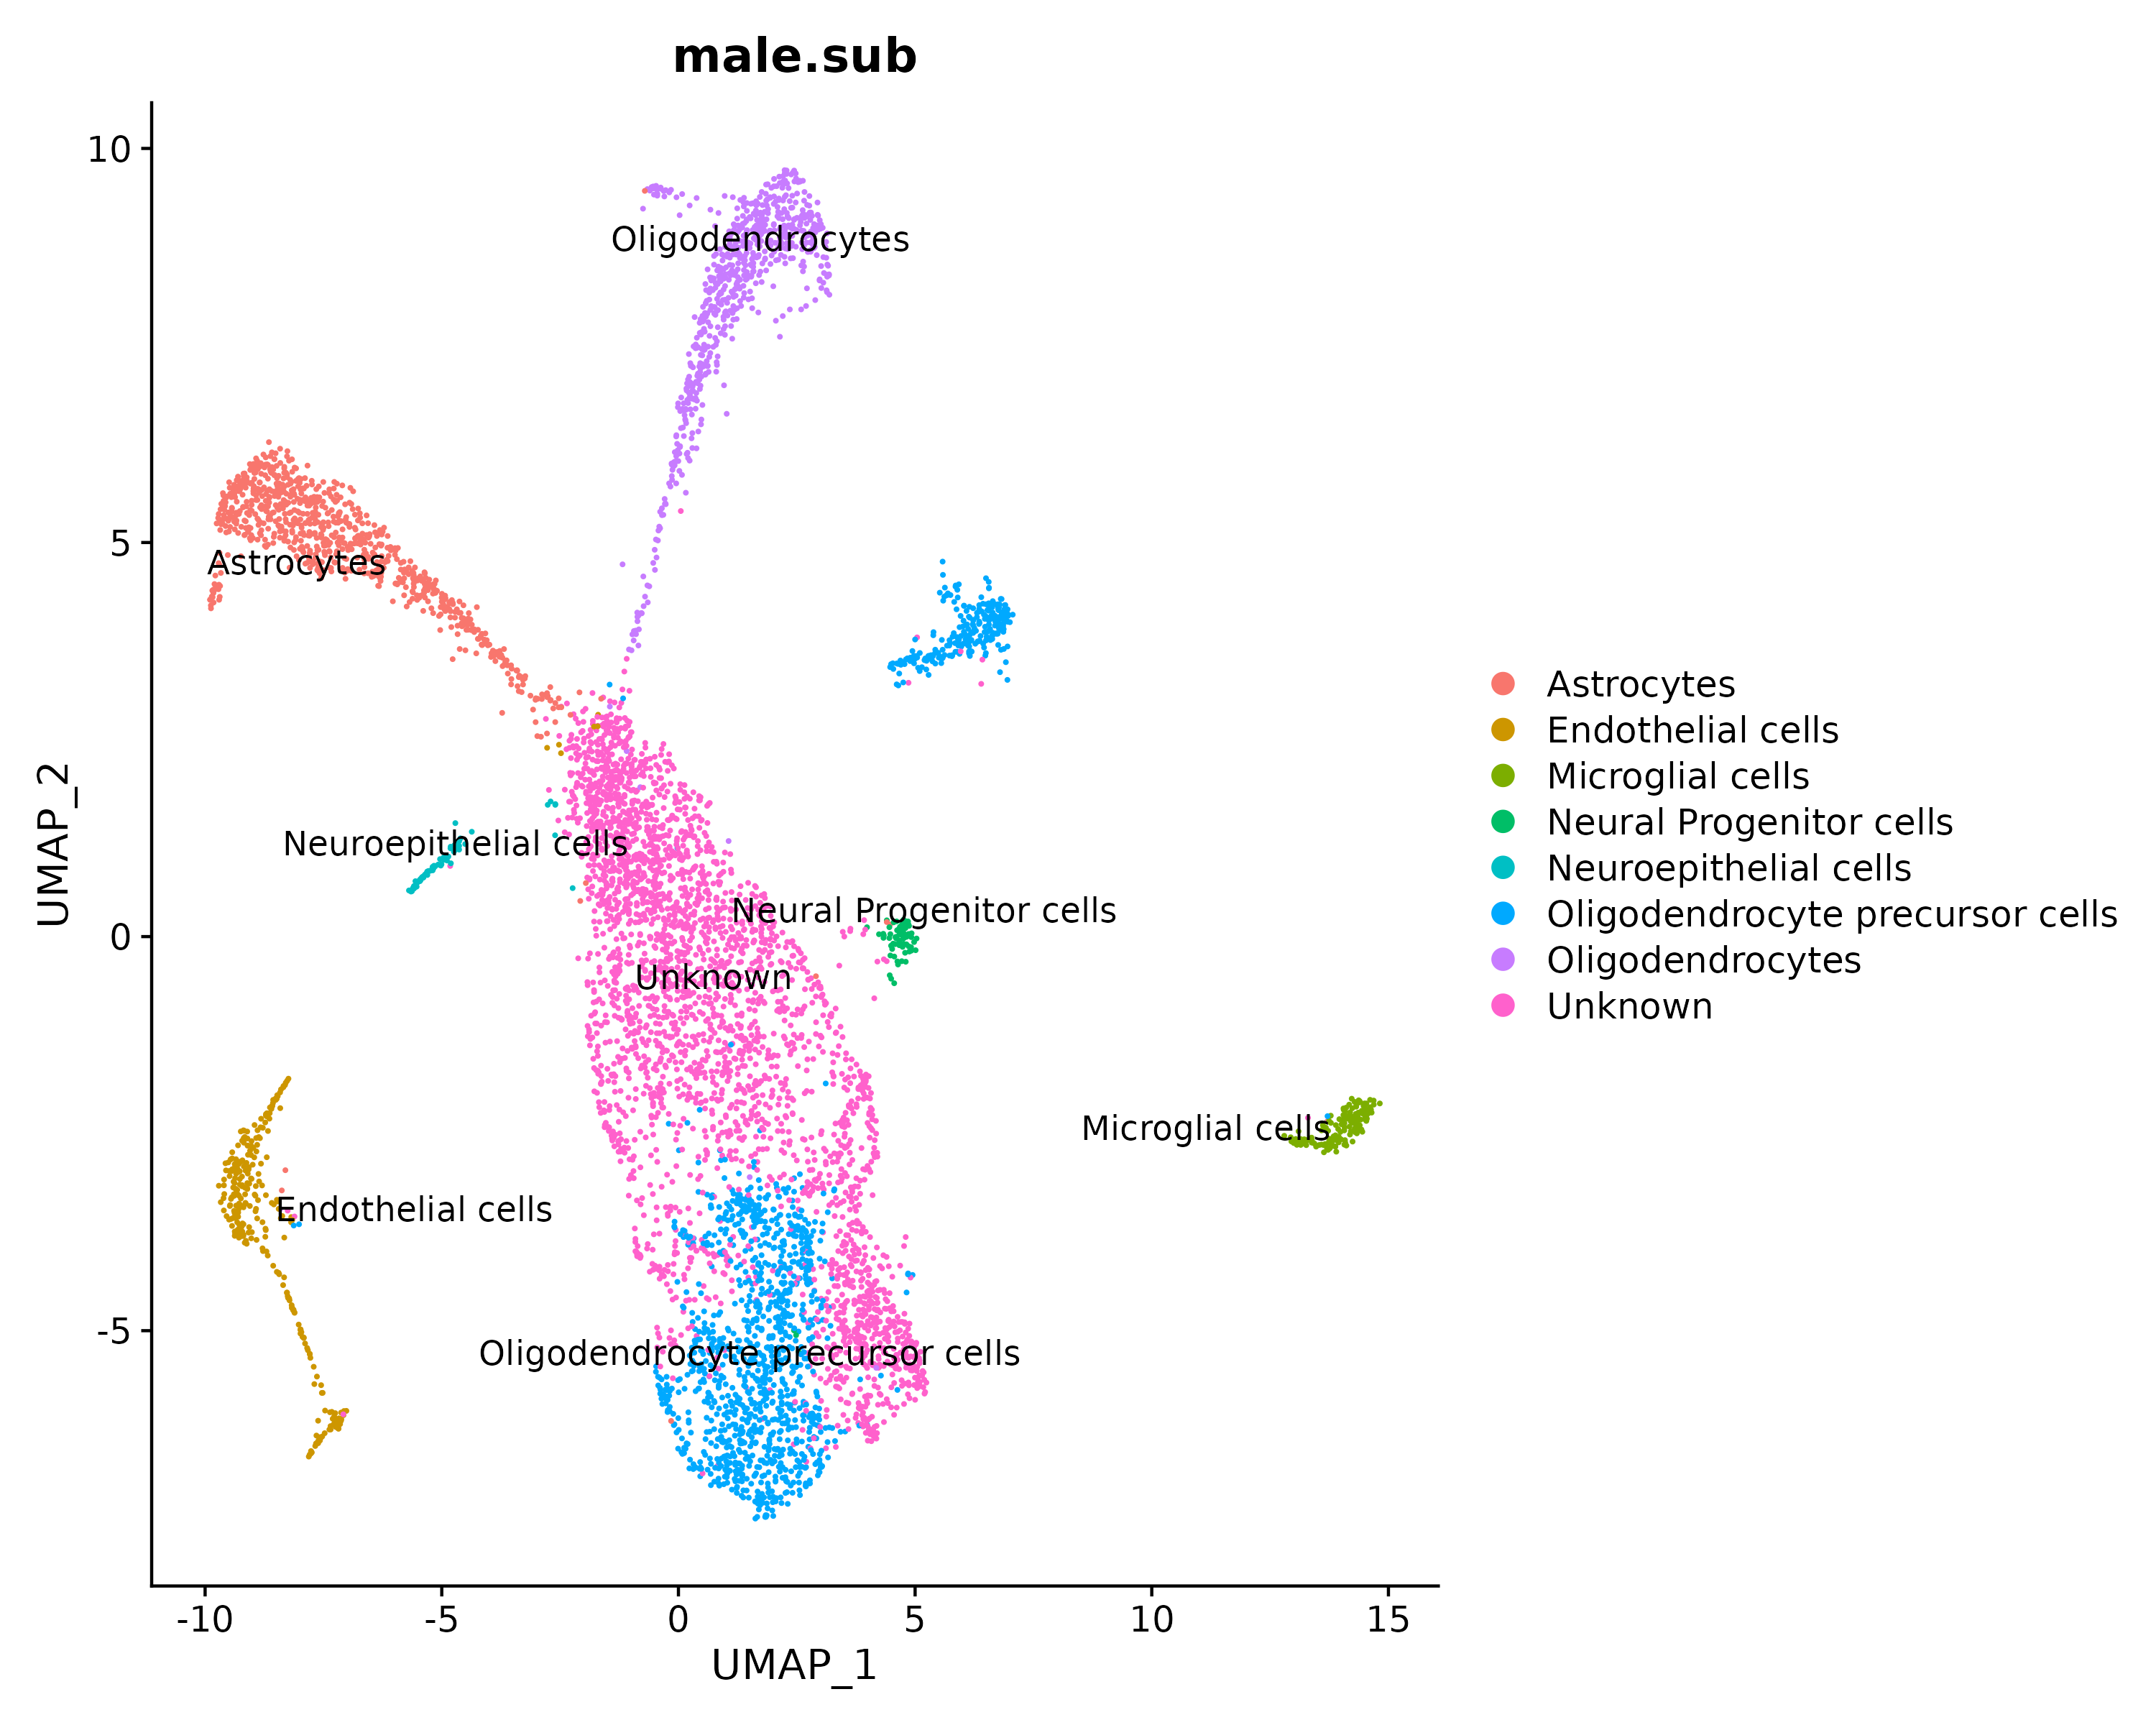 male.sub
10
5
0
-5
UMAP_2
Oligodendrocytes
Astrocytes
Neuroepithelial cells
Neural Progenitor cells
Unknown
Microglial cells
Endothelial cells
Oligodendrocyte precursor cells
-10
-5
0
5
10
15
UMAP_1
Astrocytes
Endothelial cells
Microglial cells
Neural Progenitor cells
Neuroepithelial cells
Oligodendrocyte precursor cells
Oligodendrocytes
Unknown